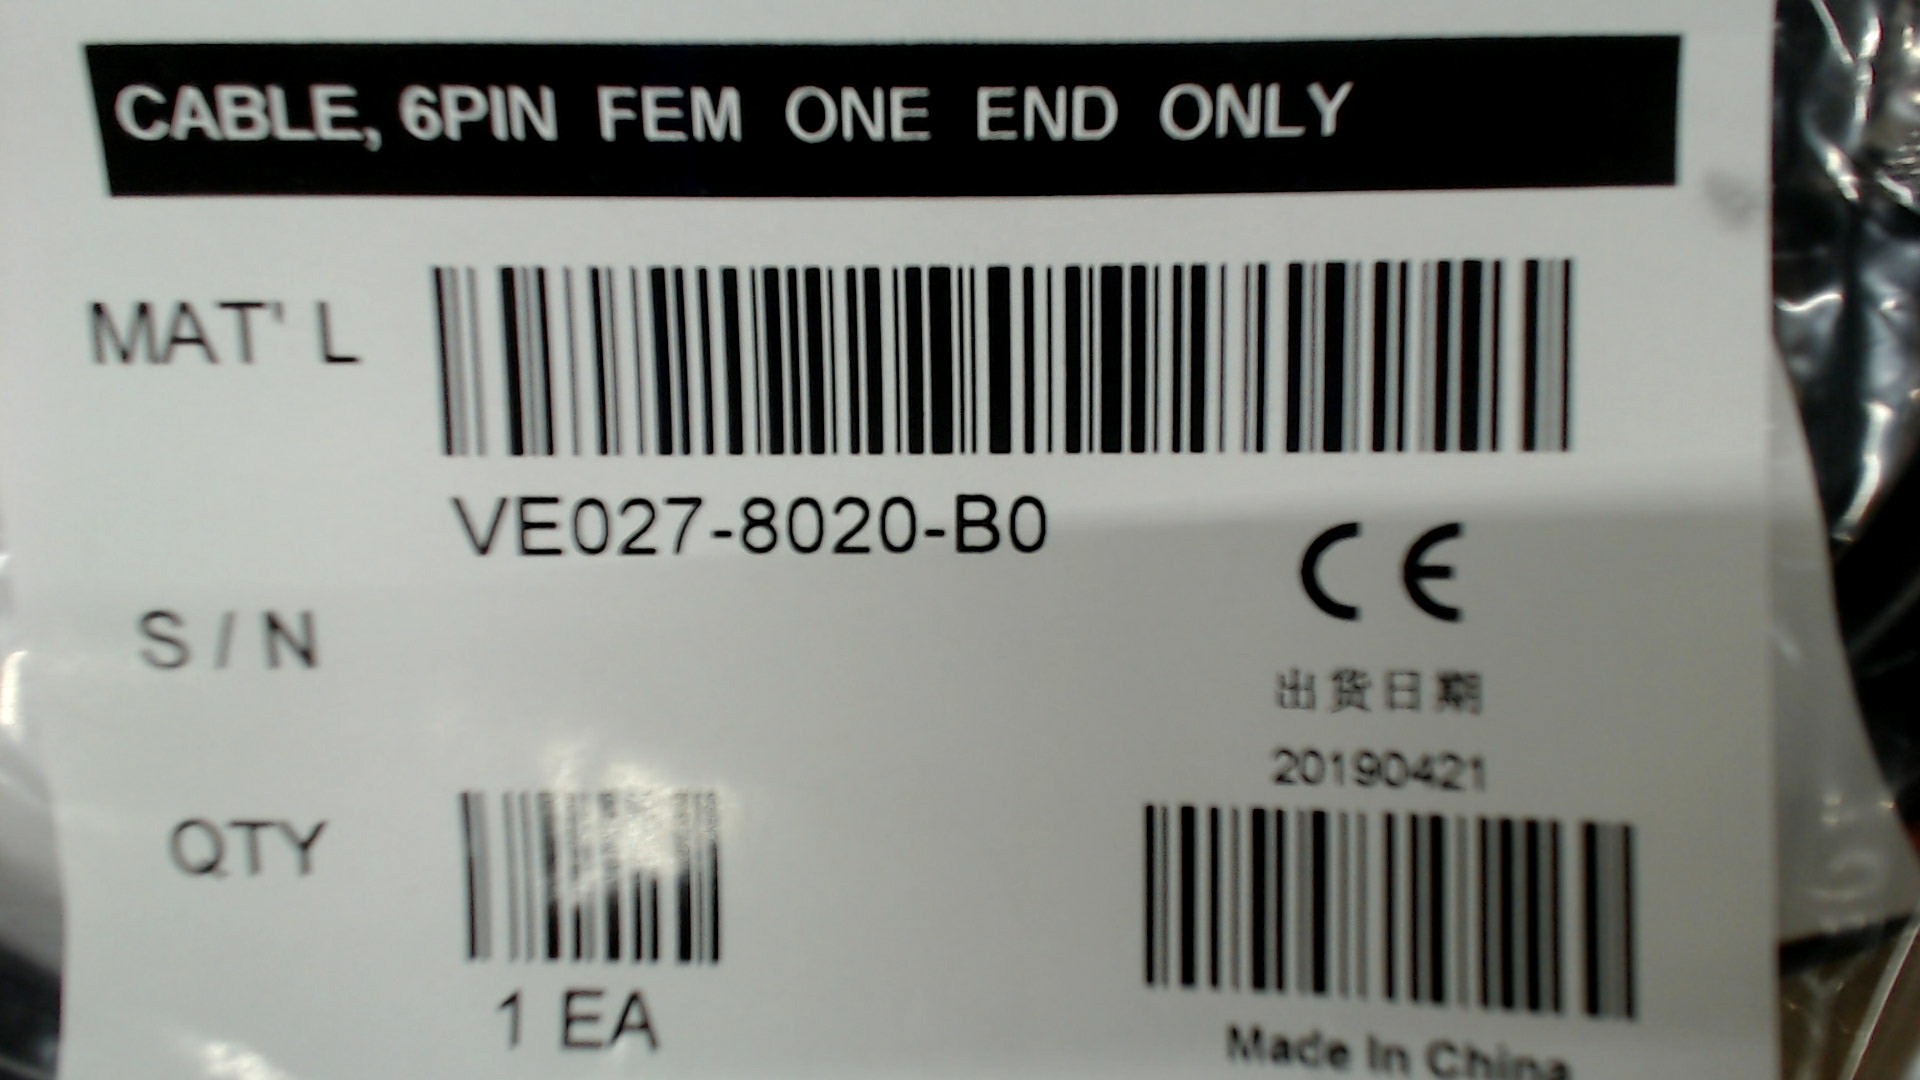 CABLE, 6PIN FEM ONE END ONLY
MAT' L
VE027-8020-B0
CE
S / N
出货日期
20190421
QTY
1 EA
Made In China